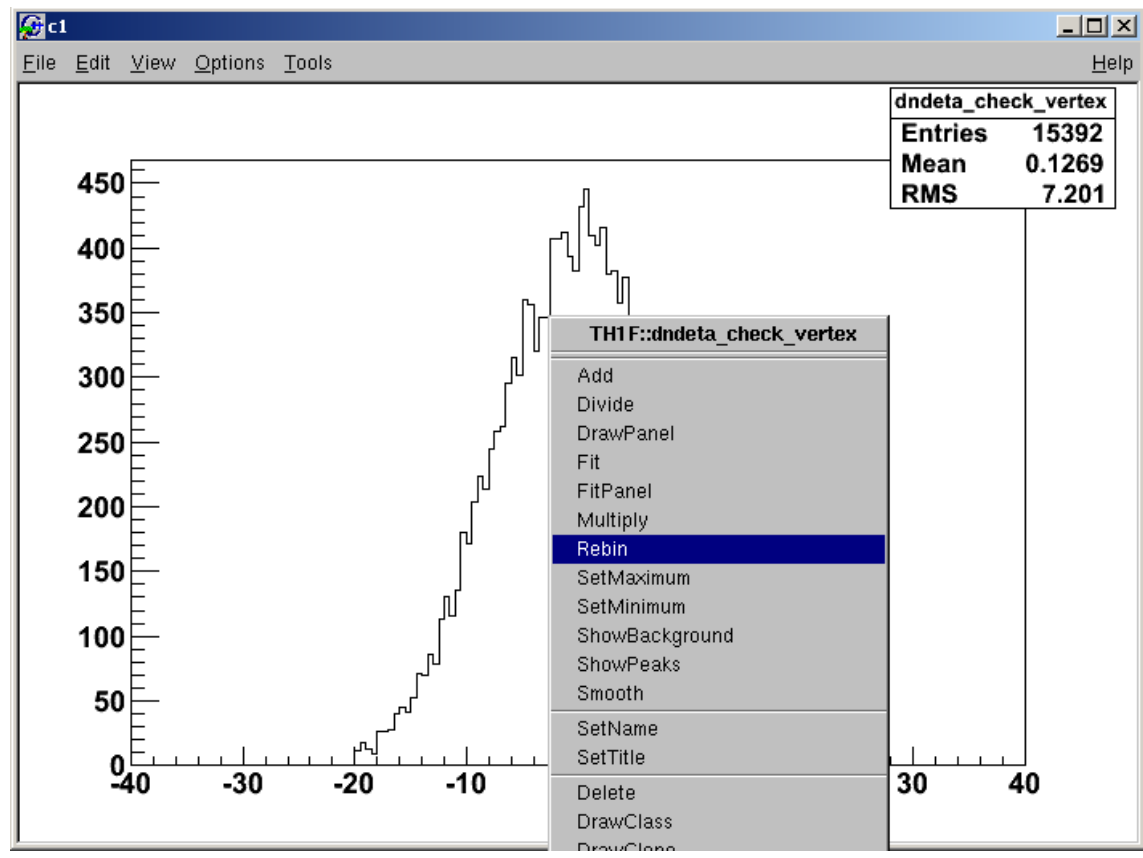 c1
File Edit View Options Tools Help
dndeta_check_vertex
Entries 15392
Mean 0.1269
RMS 7.201
450
400
350
300
250
200
150
100
50
0
-40 -30 -20 -10 30 40
TH1F::dndeta_check_vertex
Add
Divide
DrawPanel
Fit
FitPanel
Multiply
Rebin
SetMaximum
SetMinimum
ShowBackground
ShowPeaks
Smooth
SetName
SetTitle
Delete
DrawClass
DrawClone